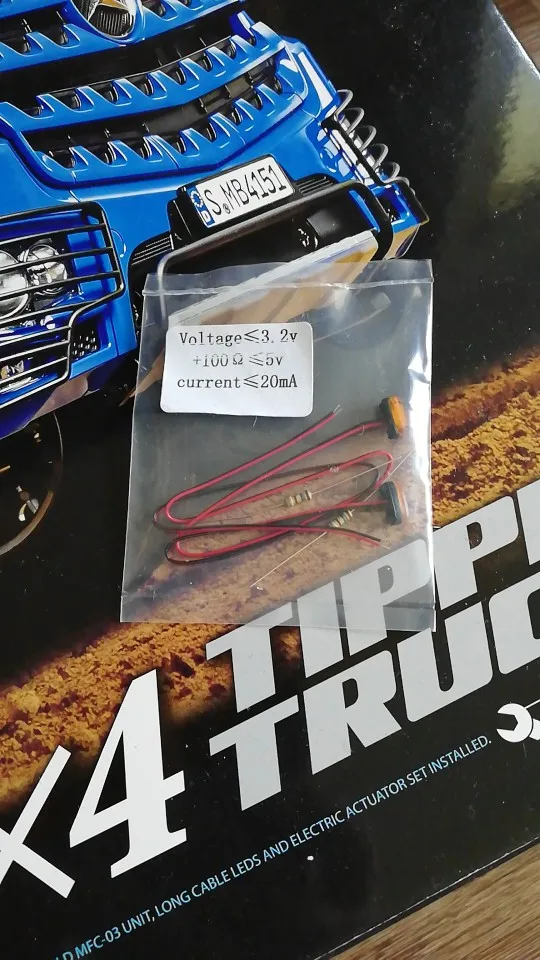 S MB4151
Voltage≤3.2v
+100Ω≤5v
current≤20mA
×4
TRUC
MFC-03 UNIT, LONG CABLE LEDS AND ELECTRIC ACTUATOR SET INSTALLED.